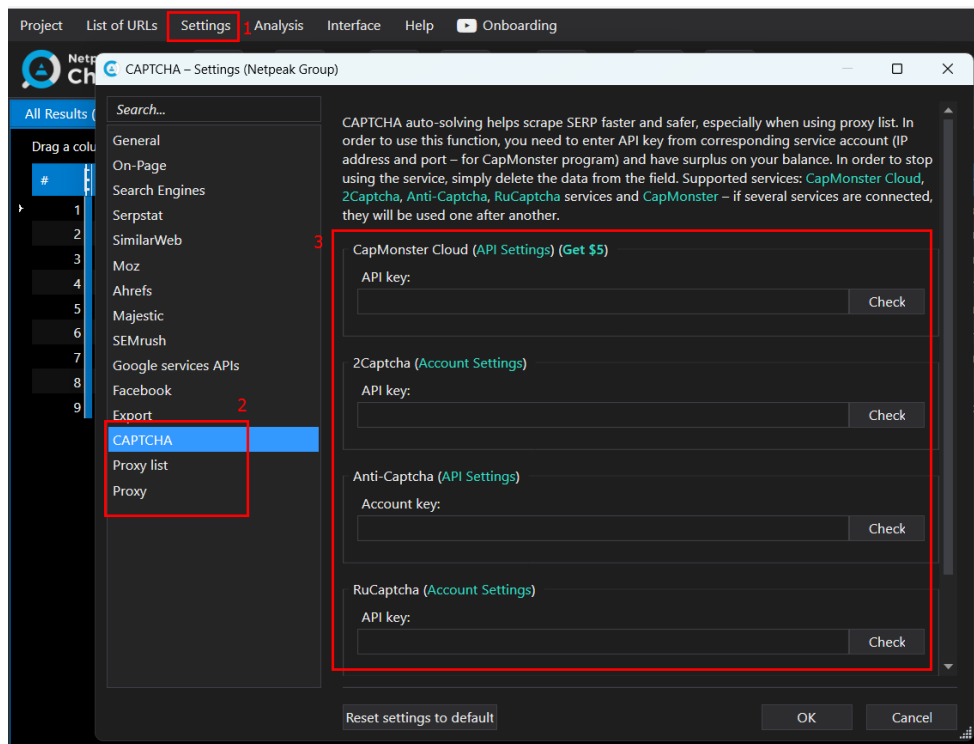 Project List of URLs Settings 1 Analysis Interface Help Onboarding
Netp
Ch
CAPTCHA – Settings (Netpeak Group)
All Results (
Drag a colu
#
1
2
3
4
5
6
7
8
9
Search...
General
On-Page
Search Engines
Serpstat
SimilarWeb
Moz
Ahrefs
Majestic
SEMrush
Google services APIs
Facebook
2
Export
CAPTCHA
Proxy list
Proxy
CAPTCHA auto-solving helps scrape SERP faster and safer, especially when using proxy list. In
order to use this function, you need to enter API key from corresponding service account (IP
address and port – for CapMonster program) and have surplus on your balance. In order to stop
using the service, simply delete the data from the field. Supported services: CapMonster Cloud,
2Captcha, Anti-Captcha, RuCaptcha services and CapMonster – if several services are connected,
they will be used one after another.
3
CapMonster Cloud (API Settings) (Get $5)
API key:
Check
2Captcha (Account Settings)
API key:
Check
Anti-Captcha (API Settings)
Account key:
Check
RuCaptcha (Account Settings)
API key:
Check
Reset settings to default OK Cancel